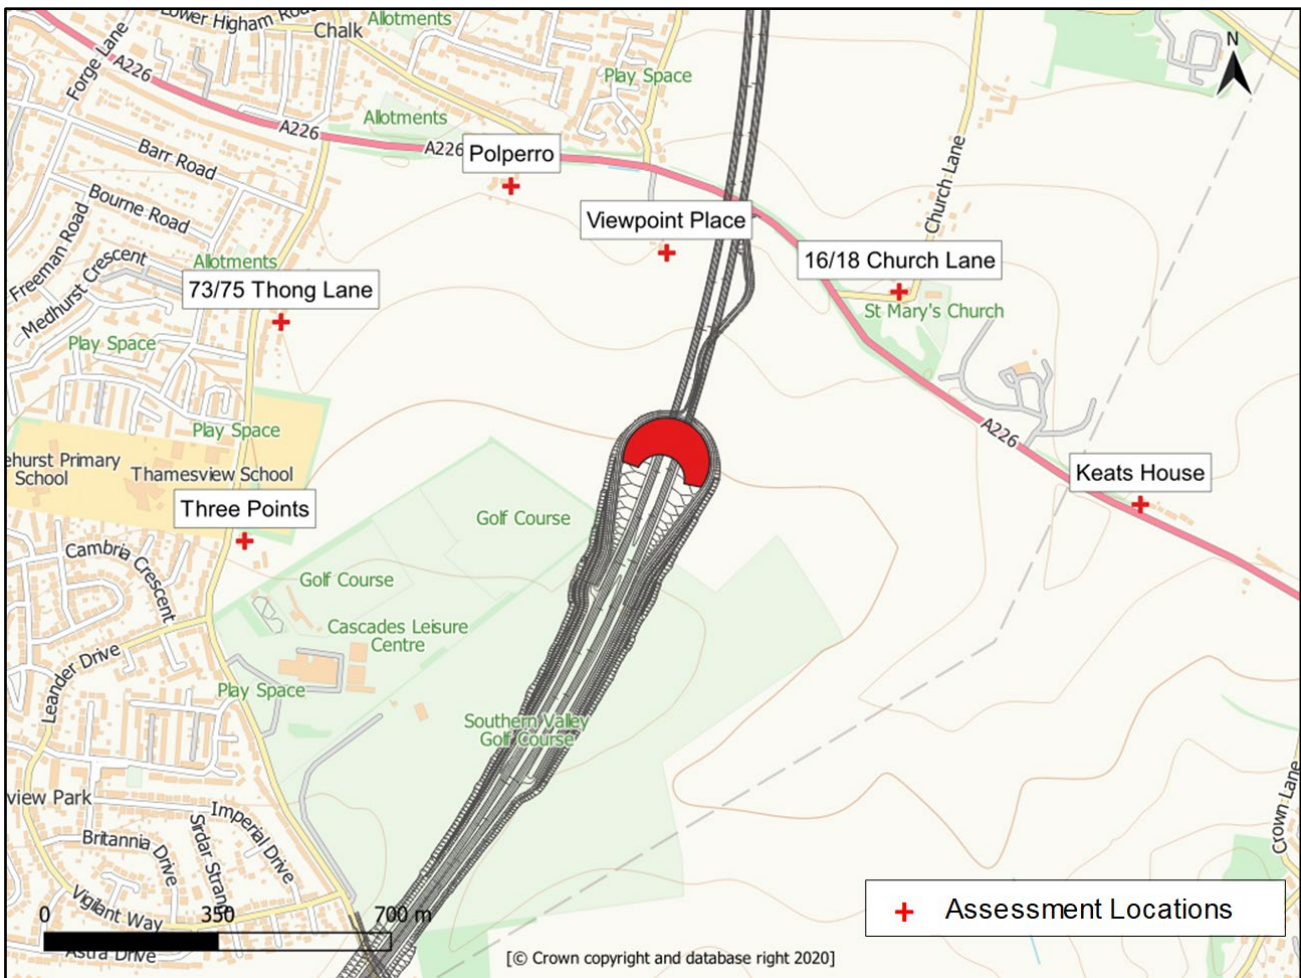 Lower Higham Road
Allotments
Chalk
N
Forge Lane
A226
Play Space
Allotments
A226
A226
Polperro
Barr Road
Church Lane
Bourne Road
Viewpoint Place
Freeman Road
Medhurst Crescent
Allotments
16/18 Church Lane
73/75 Thong Lane
St Mary's Church
Play Space
Play Space
A226
ehurst Primary
School
Thamesview School
Keats House
Three Points
Golf Course
Cambria Crescent
Golf Course
Cascades Leisure
Centre
Leander Drive
Play Space
Southern Valley
Golf Course
view Park
Imperial Drive
Sirdar Strand
Britannia Drive
Crown Lane
Vigilant Way
Astra Drive
0
350
700 m
Assessment Locations
[© Crown copyright and database right 2020]